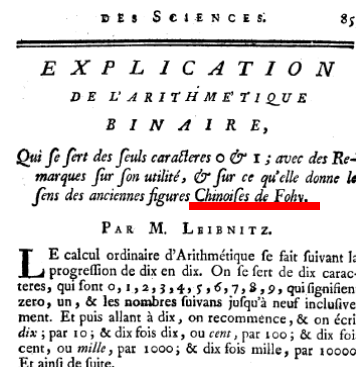 DES SCIENCES. 85
EXPLICATION
DE L'ARITHMÉTIQUE
BINAIRE,
Qui se sert des seuls caractères 0 & 1; avec des Re-
marques sur son utilité, & sur ce qu'elle donne le
sens des anciennes figures Chinoises de Fohy.
PAR M. LEIBNITZ.
LE calcul ordinaire d'Arithmétique se fait suivant la
progression de dix en dix. On se sert de dix carac-
teres, qui sont 0, 1, 2, 3, 4, 5, 6, 7, 8, 9, qui signifient
zero, un, & les nombres suivans jusqu'à neuf inclusive
ment. Et puis allant à dix, on recommence, & on écri
dix; par 10; & dix fois dix, ou cent, par 100; & dix foi
cent, ou mille, par 1000; & dix fois mille, par 10000
Et ainsi de suite.